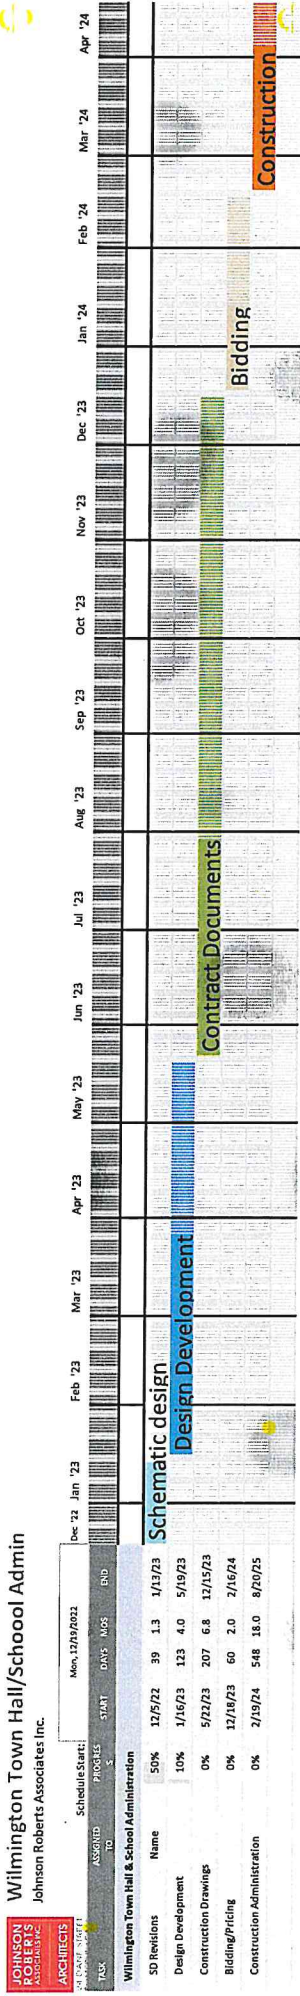 JOHNSON
ROBERTS
ASSOCIATES INC.
ARCHITECTS
Wilmington Town Hall/Schoool Admin
Johnson Roberts Associates Inc.
Schedule Start: Mon, 12/19/2022
Dec '22 Jan '23 Feb '23 Mar '23 Apr '23 May '23 Jun '23 Jul '23 Aug '23 Sep '23 Oct '23 Nov '23 Dec '23 Jan '24 Feb '24 Mar '24 Apr '24
TASK ASSIGNED TO PROGRES S START DAYS MOS END
Wilmington Town Hall & School Administration
SD Revisions Name 50% 12/5/22 39 1.3 1/13/23 Schematic design
Design Development 10% 1/16/23 123 4.0 5/19/23 Design Development
Construction Drawings 0% 5/22/23 207 6.8 12/15/23 Contract Documents
Bidding/Pricing 0% 12/18/23 60 2.0 2/16/24 Bidding
Construction Administration 0% 2/19/24 548 18.0 8/20/25 Construction